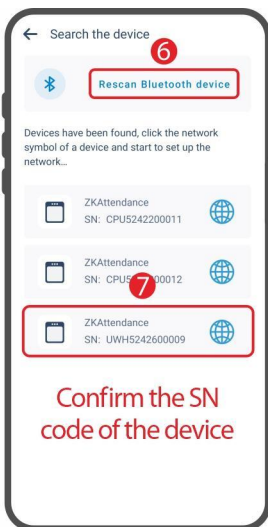 Search the device
6
Rescan Bluetooth device
Devices have been found, click the network
symbol of a device and start to set up the
network...
ZKAttendance
SN: CPU5242200011
ZKAttendance
SN: CPU5 00012
7
ZKAttendance
SN: UWH5242600009
Confirm the SN
code of the device